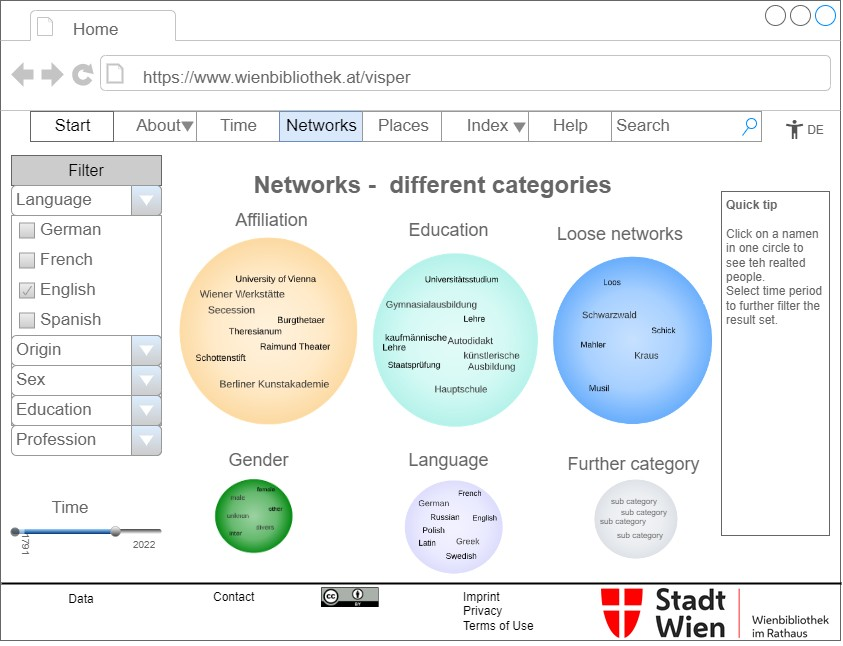 Home
https://www.wienbibliothek.at/visper
Start About Time Networks Places Index Help Search DE
Filter
Language
German
French
English
Spanish
Origin
Sex
Education
Profession
Time
1791
2022
Networks - different categories
Affiliation
University of Vienna
Wiener Werkstätte
Secession
Burgthetaer
Theresianum
Raimund Theater
Schottenstift
Berliner Kunstakademie
Education
Universitätsstudium
Gymnasialausbildung
Lehre
kaufmännische
Lehre
Autodidakt
künstlerische
Ausbildung
Staatsprüfung
Hauptschule
Loose networks
Loos
Schwarzwald
Schick
Mahler
Kraus
Musil
Gender
female
male
other
unknan
divers
inter
Language
French
German
Russian
English
Polish
Latin
Greek
Swedish
Further category
sub category
sub category
sub category
sub category
Quick tip
Click on a namen
in one circle to
see teh realted
people.
Select time period
to further filter the
result set.
Data
Contact
cc BY
Imprint
Privacy
Terms of Use
Stadt
Wien
Wienbibliothek
im Rathaus